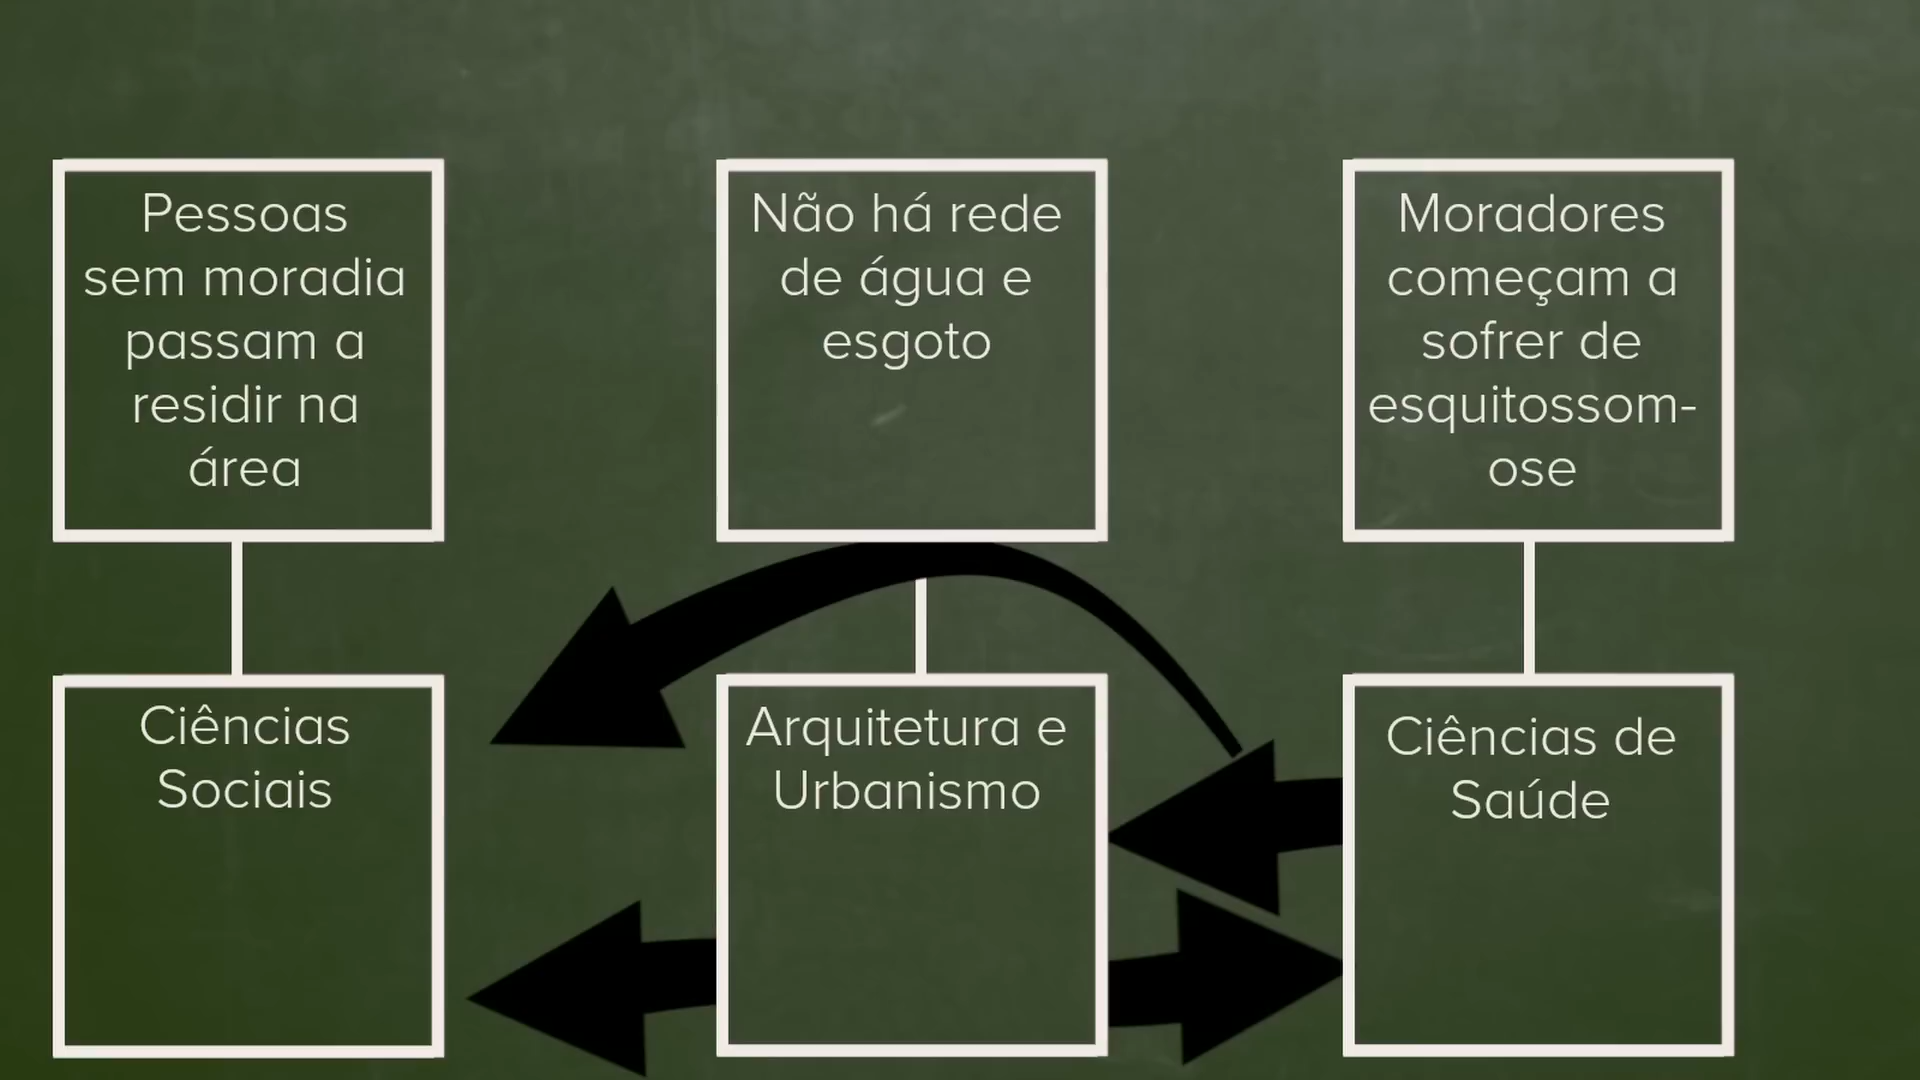 Pessoas
sem moradia
passam a
residir na
área
Não há rede
de água e
esgoto
Moradores
começam a
sofrer de
esquitossom-
ose
Ciências
Sociais
Arquitetura e
Urbanismo
Ciências de
Saúde